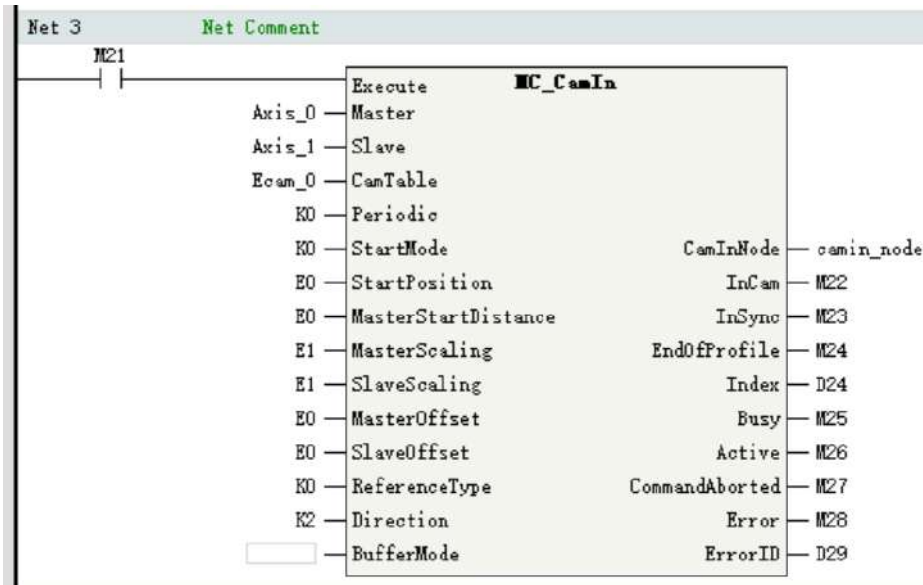 Net 3 Net Comment
M21
Execute MC_CamIn
Axis_0 Master
Axis_1 Slave
Ecam_0 CamTable
K0 Periodic
K0 StartMode CamInNode camin_node
E0 StartPosition InCam M22
E0 MasterStartDistance InSync M23
E1 MasterScaling EndOfProfile M24
E1 SlaveScaling Index D24
E0 MasterOffset Busy M25
E0 SlaveOffset Active M26
K0 ReferenceType CommandAborted M27
K2 Direction Error M28
BufferMode ErrorID D29